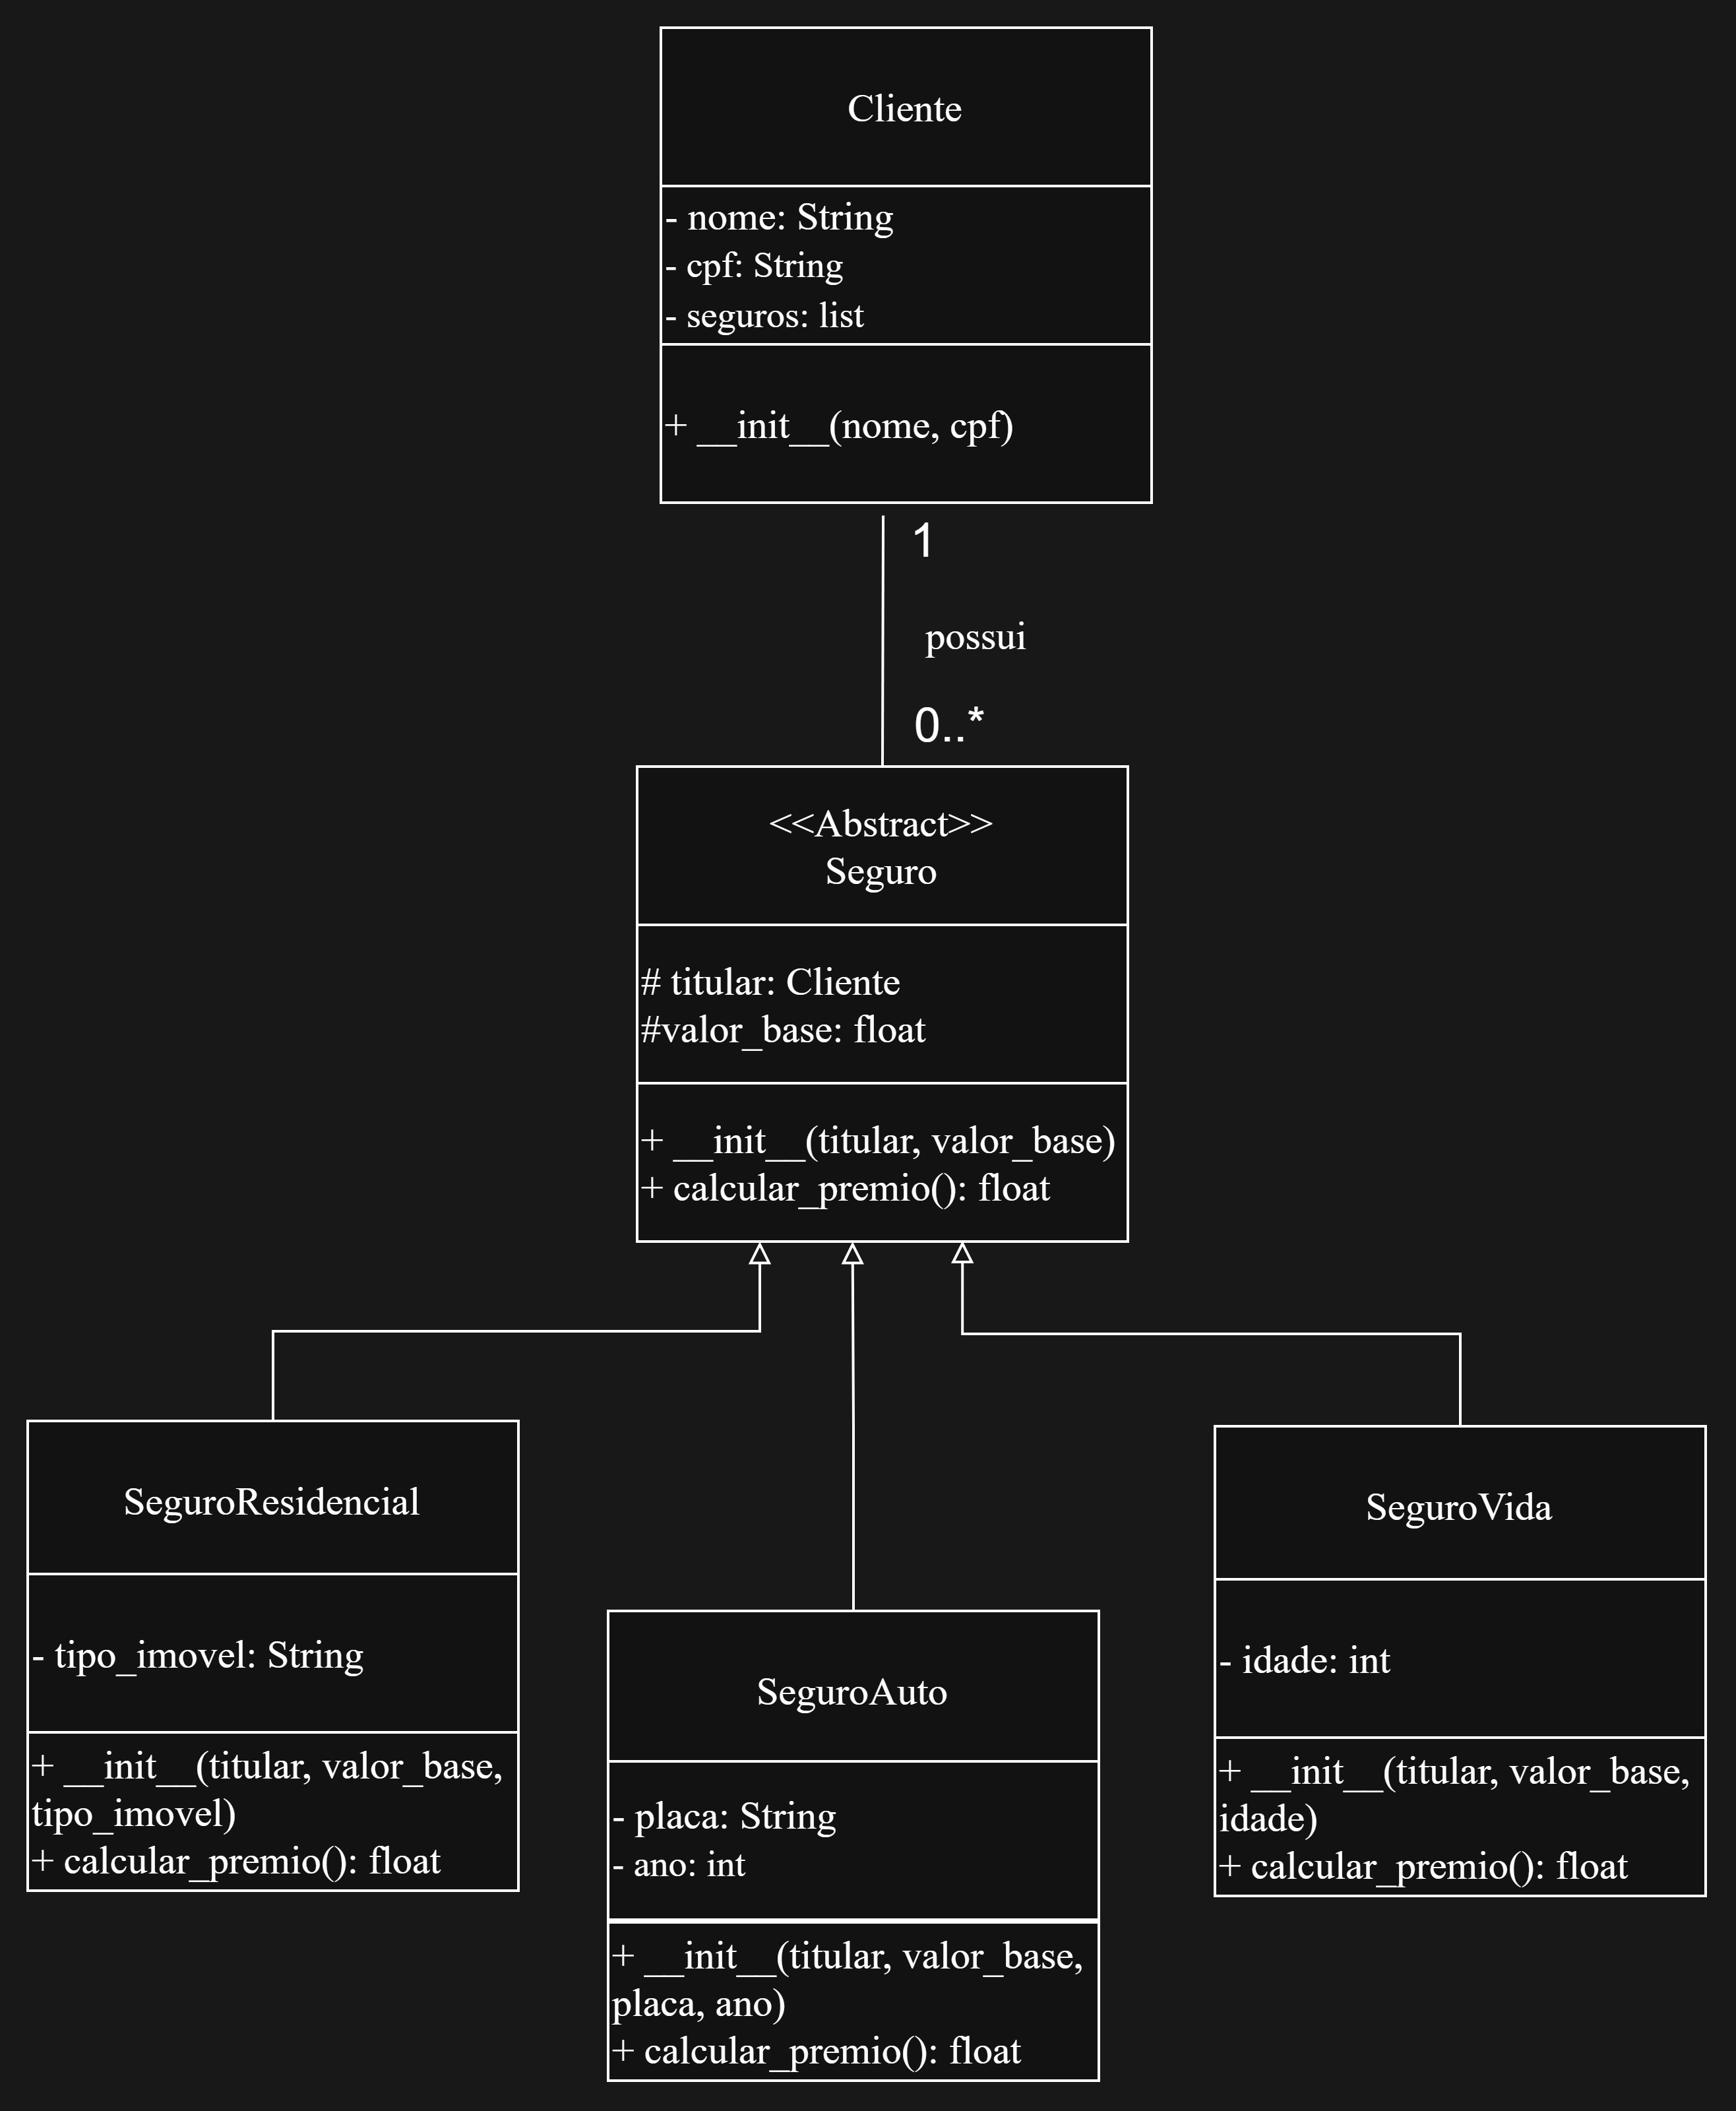 Cliente
- nome: String
- cpf: String
- seguros: list
+ __init__(nome, cpf)
1
possui
0..*
<<Abstract>>
Seguro
# titular: Cliente
#valor_base: float
+ __init__(titular, valor_base)
+ calcular_premio(): float
SeguroResidencial
- tipo_imovel: String
+ __init__(titular, valor_base,
tipo_imovel)
+ calcular_premio(): float
SeguroAuto
- placa: String
- ano: int
+ __init__(titular, valor_base,
placa, ano)
+ calcular_premio(): float
SeguroVida
- idade: int
+ __init__(titular, valor_base,
idade)
+ calcular_premio(): float